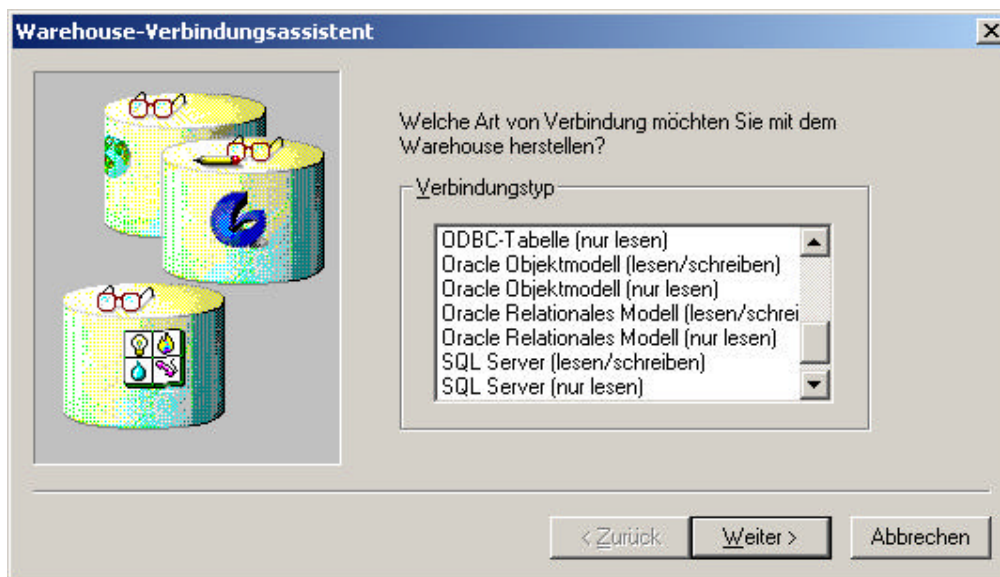 Warehouse-Verbindungsassistent
Welche Art von Verbindung möchten Sie mit dem
Warehouse herstellen?
Verbindungstyp
ODBC-Tabelle (nur lesen)
Oracle Objektmodell (lesen/schreiben)
Oracle Objektmodell (nur lesen)
Oracle Relationales Modell (lesen/schrei
Oracle Relationales Modell (nur lesen)
SQL Server (lesen/schreiben)
SQL Server (nur lesen)
< Zurück
Weiter >
Abbrechen